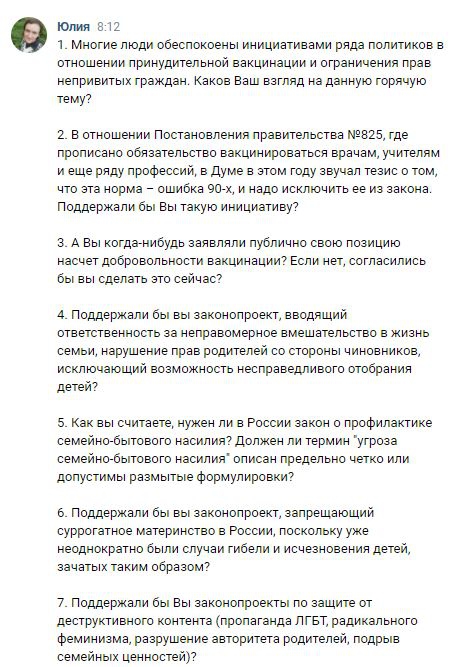 Юлия 8:12
1. Многие люди обеспокоены инициативами ряда политиков в
отношении принудительной вакцинации и ограничения прав
непривитых граждан. Каков Ваш взгляд на данную горячую
тему?
2. В отношении Постановления правительства №825, где
прописано обязательство вакцинироваться врачам, учителям
и еще ряду профессий, в Думе в этом году звучал тезис о том,
что эта норма – ошибка 90-х, и надо исключить ее из закона.
Поддержали бы Вы такую инициативу?
3. А Вы когда-нибудь заявляли публично свою позицию
насчет добровольности вакцинации? Если нет, согласились
бы вы сделать это сейчас?
4. Поддержали бы вы законопроект, вводящий
ответственность за неправомерное вмешательство в жизнь
семьи, нарушение прав родителей со стороны чиновников,
исключающий возможность несправедливого отобрания
детей?
5. Как вы считаете, нужен ли в России закон о профилактике
семейно-бытового насилия? Должен ли термин "угроза
семейно-бытового насилия" описан предельно четко или
допустимы размытые формулировки?
6. Поддержали бы вы законопроект, запрещающий
суррогатное материнство в России, поскольку уже
неоднократно были случаи гибели и исчезновения детей,
зачатых таким образом?
7. Поддержали бы Вы законопроекты по защите от
деструктивного контента (пропаганда ЛГБТ, радикального
феминизма, разрушение авторитета родителей, подрыв
семейных ценностей)?